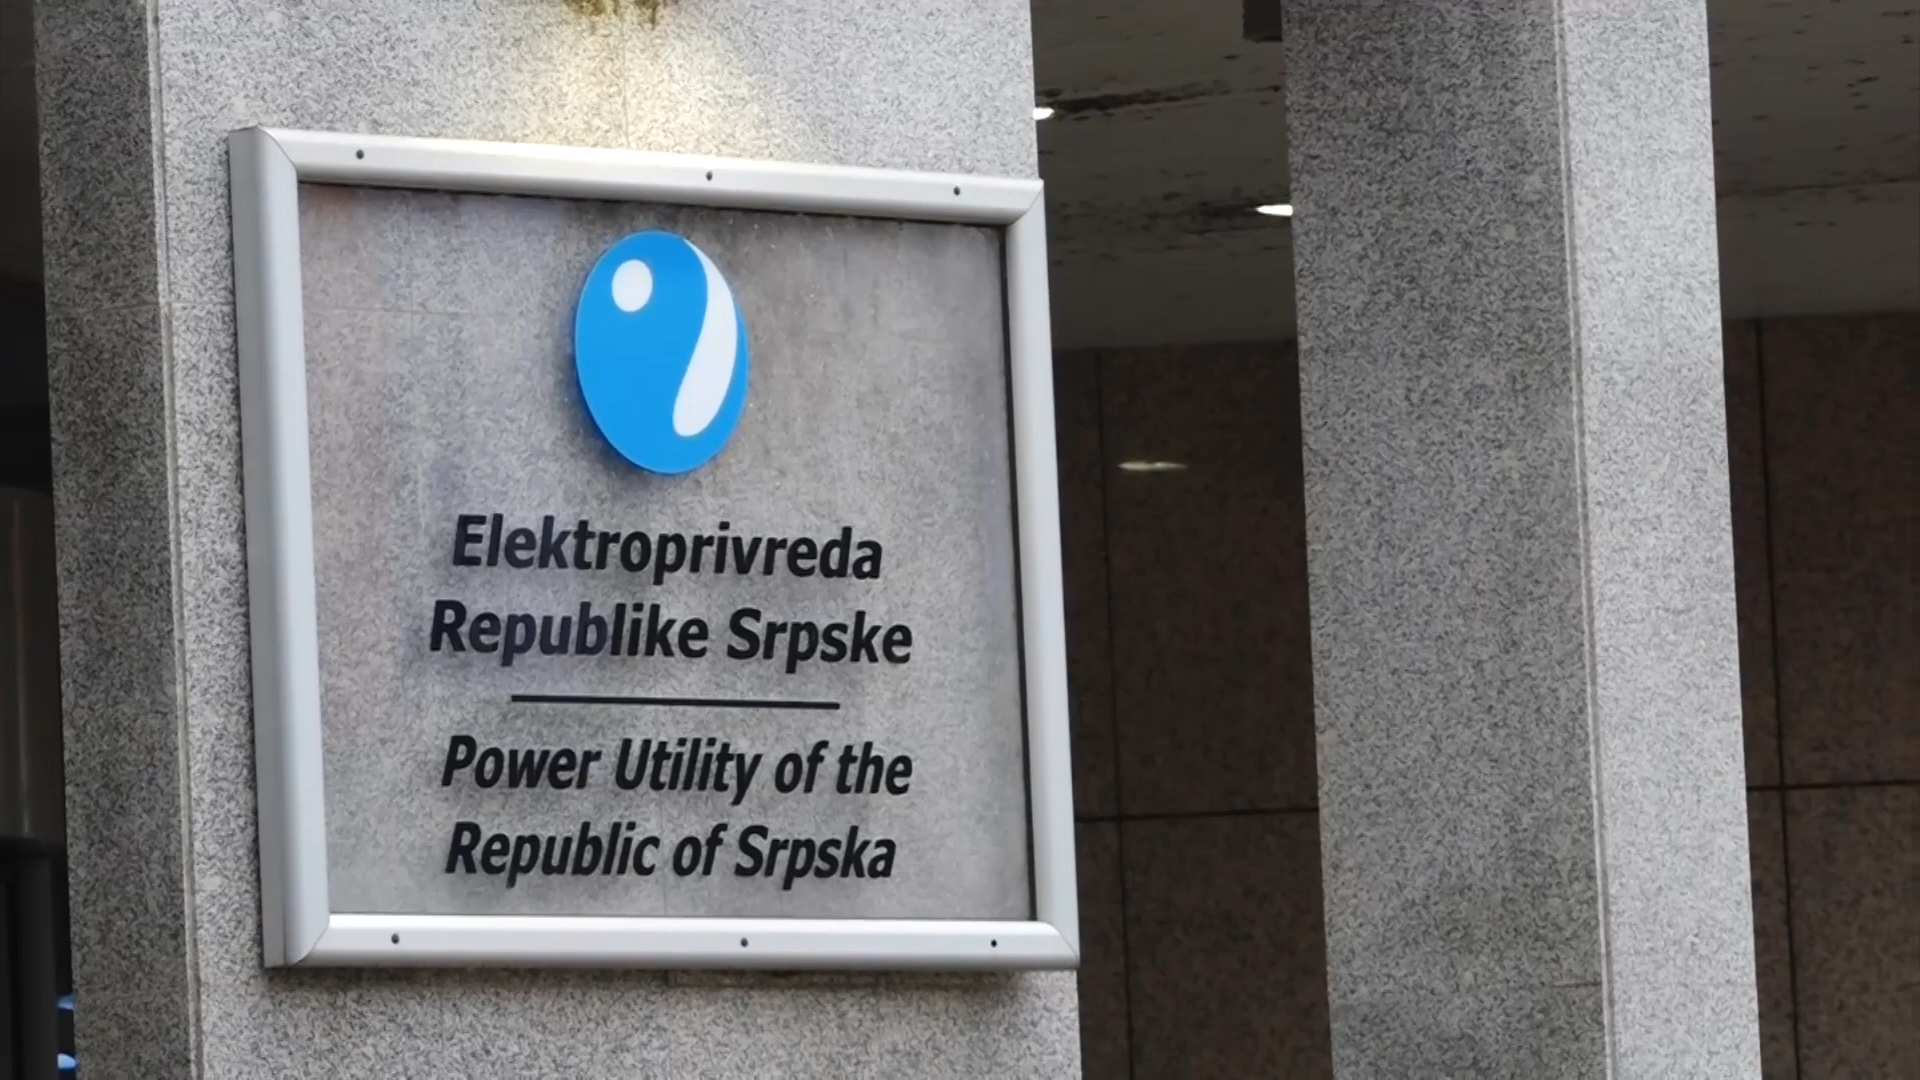 Elektroprivreda
Republike Srpske
Power Utility of the
Republic of Srpska